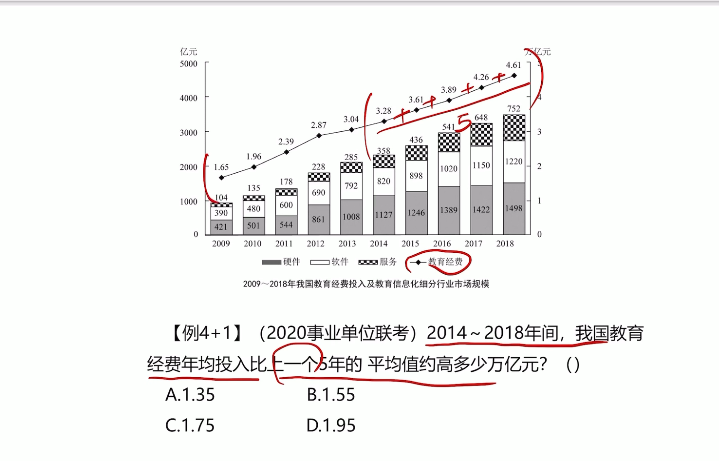 亿元 万亿元
5000 5
4000 4
3000 3
2000 2
1000 1
0 0
1.65 1.96 2.39 2.87 3.04 3.28 3.61 3.89 4.26 4.61
104 135 178 228 285 358 436 541 648 752
390 480 600 690 792 820 898 1020 1150 1220
421 501 544 861 1008 1127 1246 1389 1422 1498
+ + + +
5
2009 2010 2011 2012 2013 2014 2015 2016 2017 2018
硬件 软件 服务 教育经费
2009～2018年我国教育经费投入及教育信息化细分行业市场规模
【例4+1】（2020事业单位联考）2014～2018年间，我国教育
经费年均投入比上一个5年的 平均值约高多少万亿元？（）
A.1.35 B.1.55
C.1.75 D.1.95